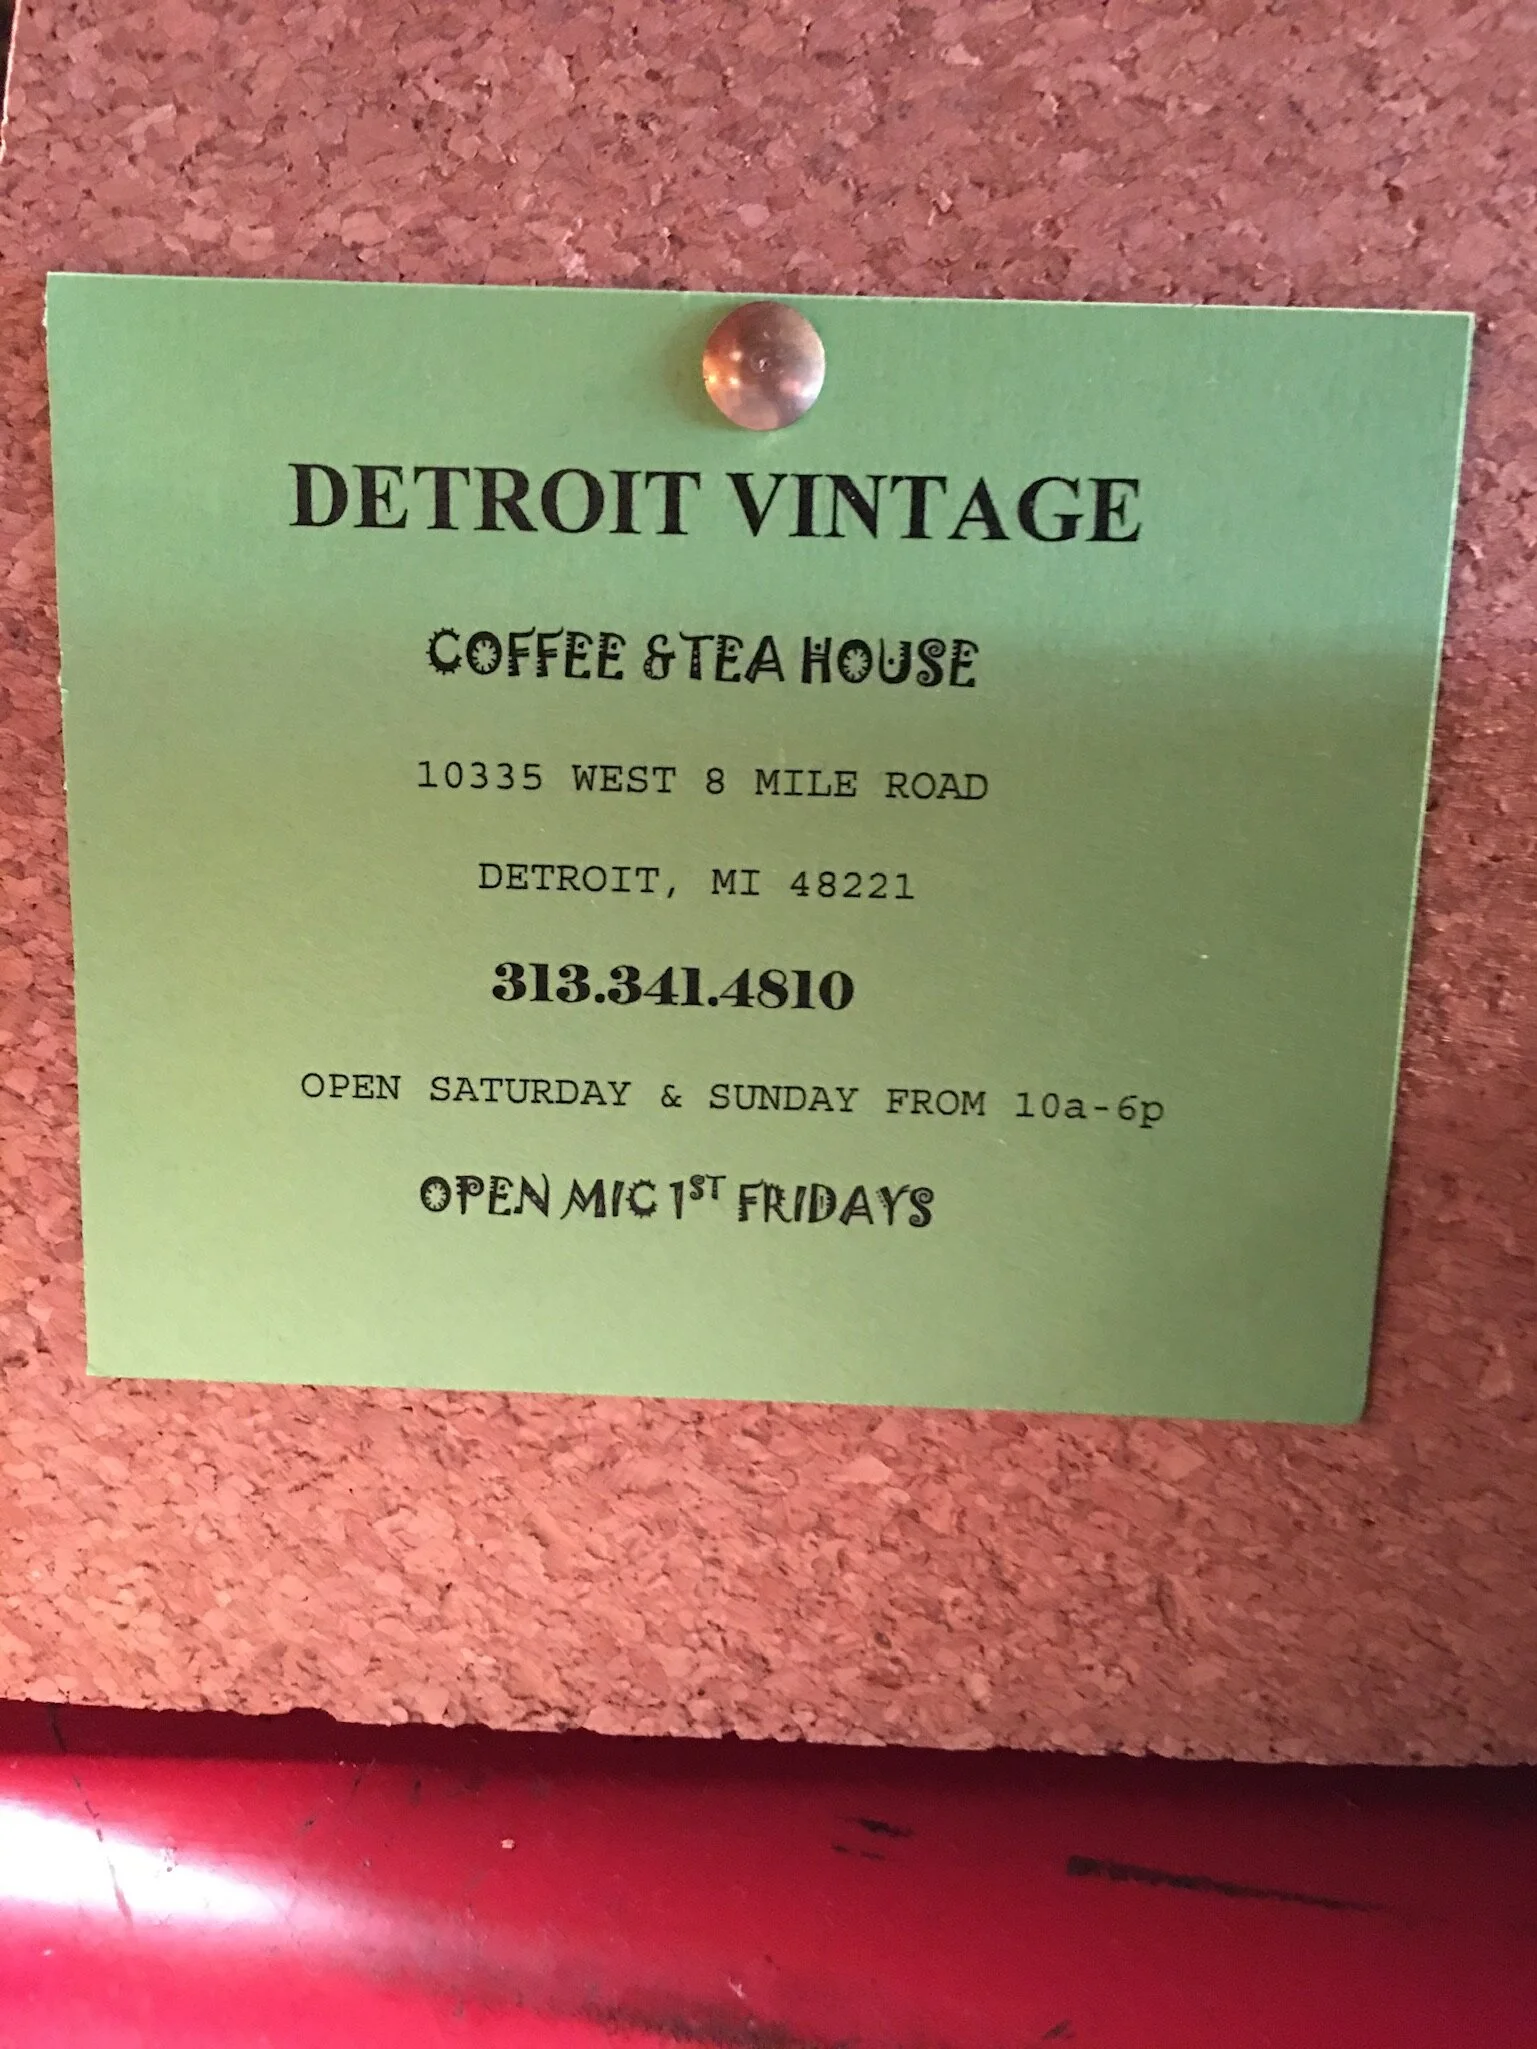 DETROIT VINTAGE
COFFEE & TEA HOUSE
10335 WEST 8 MILE ROAD
DETROIT, MI 48221
313.341.4810
OPEN SATURDAY & SUNDAY FROM 10a-6p
OPEN MIC 1ST FRIDAYS